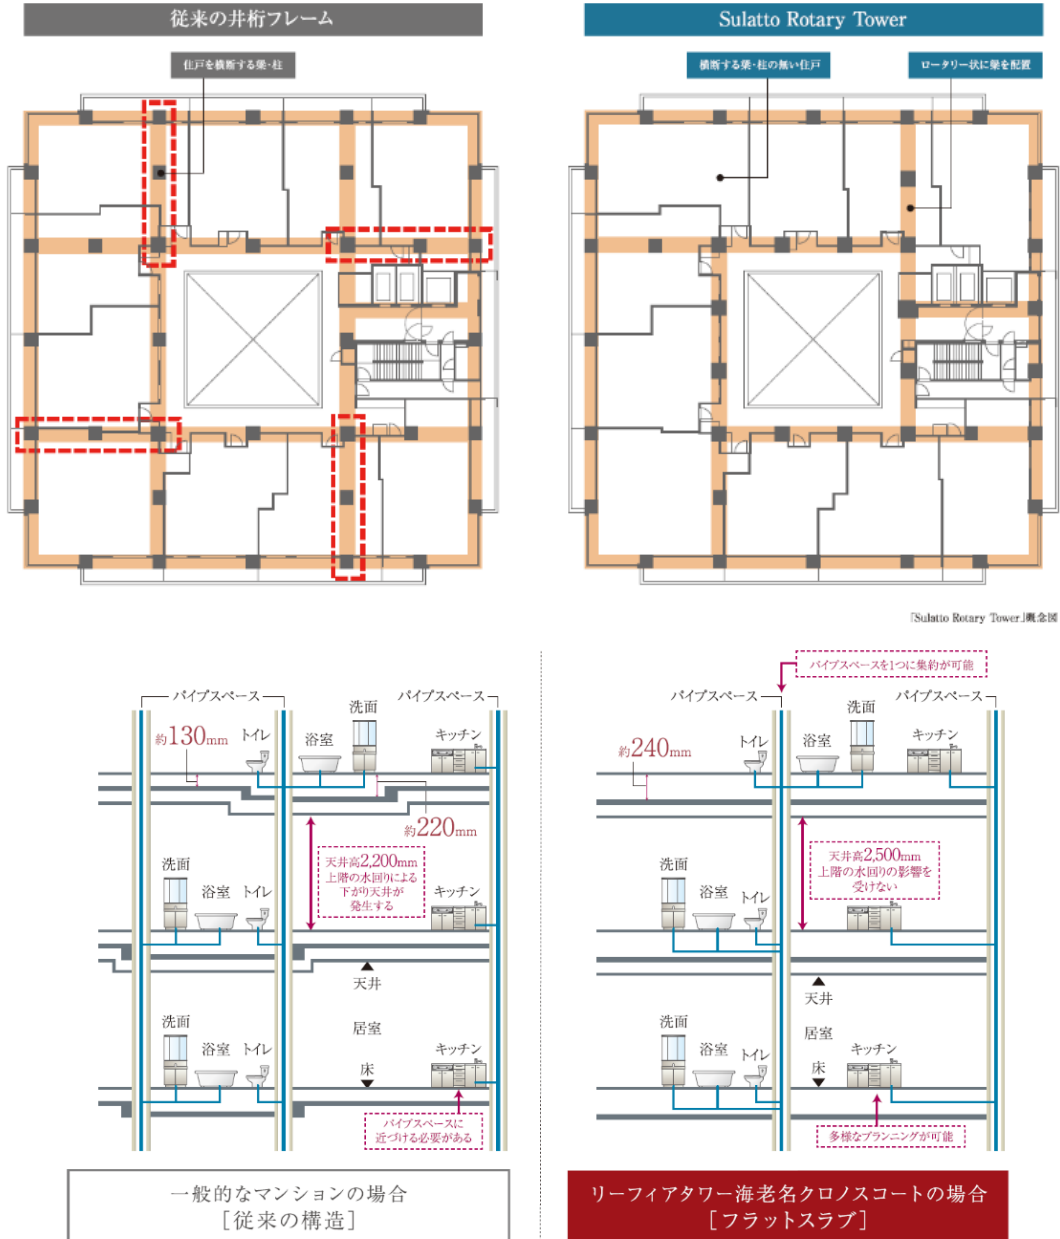 従来の井桁フレーム
Sulatto Rotary Tower
住戸を横断する梁・柱
横断する梁・柱の無い住戸
ロータリー状に梁を配置
「Sulatto Rotary Tower」概念図
パイプスペース
パイプスペース
約130mm
トイレ
浴室
洗面
キッチン
約220mm
天井高2,200mm
上階の水回りによる
下がり天井が
発生する
洗面
浴室
トイレ
キッチン
天井
居室
床
洗面
浴室
トイレ
キッチン
パイプスペースに
近づける必要がある
一般的なマンションの場合
[従来の構造]
パイプスペースを1つに集約が可能
パイプスペース
パイプスペース
約240mm
トイレ
浴室
洗面
キッチン
天井高2,500mm
上階の水回りの影響を
受けない
洗面
浴室
トイレ
キッチン
天井
居室
床
洗面
浴室
トイレ
キッチン
多様なプランニングが可能
リーフィアタワー海老名クロノスコートの場合
[フラットスラブ]